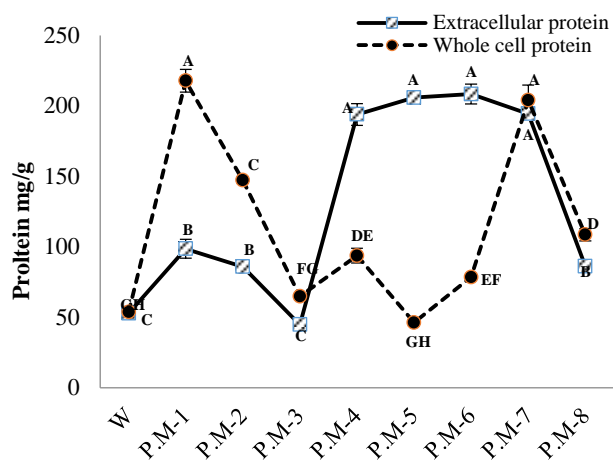 Extracellular protein
Whole cell protein
250
200
150
100
50
0
Proltein mg/g
A
C
B
B
GH
C
FG
C
A
DE
A
GH
A
EF
A
A
D
B
W
P.M-1
P.M-2
P.M-3
P.M-4
P.M-5
P.M-6
P.M-7
P.M-8